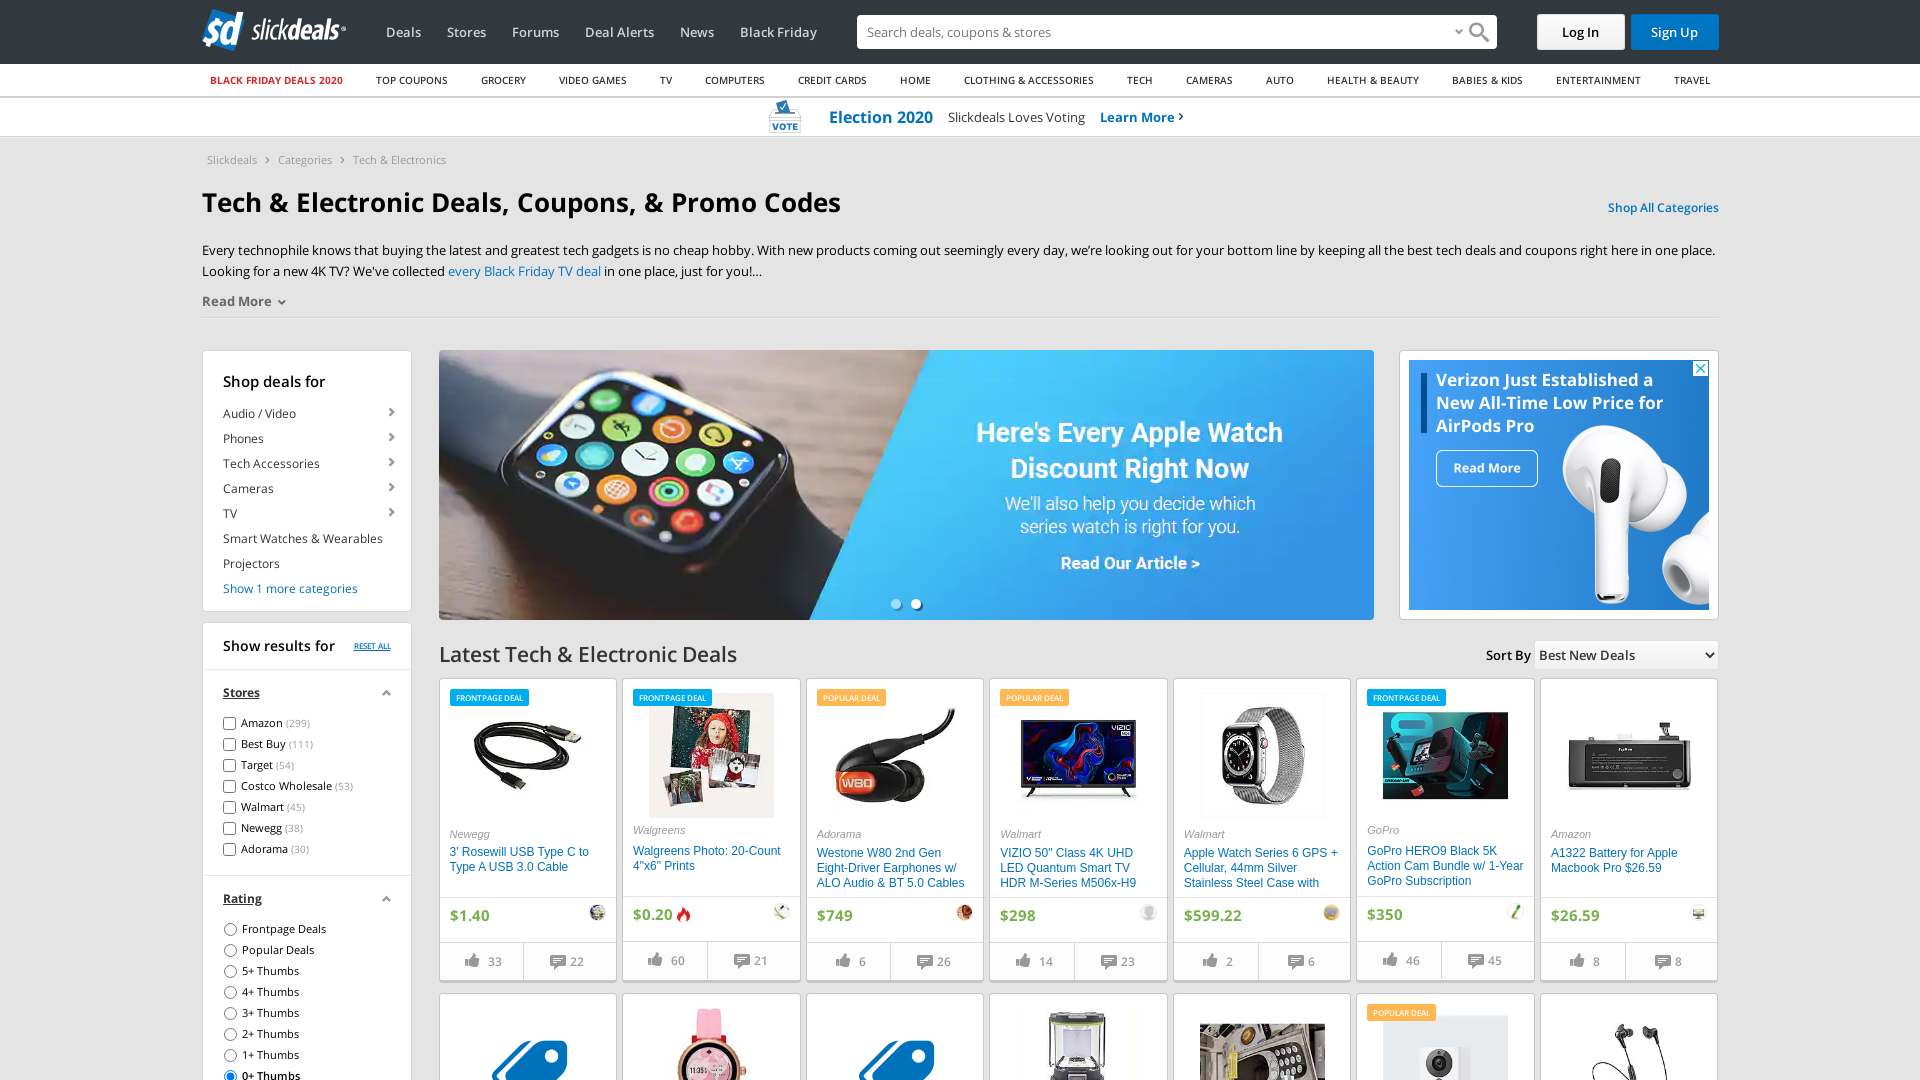 slickdeals
Deals
Stores
Forums
Deal Alerts
News
Black Friday
Search deals, coupons & stores
Log In
Sign Up
BLACK FRIDAY DEALS 2020
TOP COUPONS
GROCERY
VIDEO GAMES
TV
COMPUTERS
CREDIT CARDS
HOME
CLOTHING & ACCESSORIES
TECH
CAMERAS
AUTO
HEALTH & BEAUTY
BABIES & KIDS
ENTERTAINMENT
TRAVEL
VOTE
Election 2020
Slickdeals Loves Voting
Learn More
Slickdeals
Categories
Tech & Electronics
Tech & Electronic Deals, Coupons, & Promo Codes
Shop All Categories
Every technophile knows that buying the latest and greatest tech gadgets is no cheap hobby. With new products coming out seemingly every day, we’re looking out for your bottom line by keeping all the best tech deals and coupons right here in one place.
Looking for a new 4K TV? We've collected every Black Friday TV deal in one place, just for you!...
Read More
Shop deals for
Audio / Video
Phones
Tech Accessories
Cameras
TV
Smart Watches & Wearables
Projectors
Show 1 more categories
Show results for
RESET ALL
Stores
Amazon (299)
Best Buy (111)
Target (54)
Costco Wholesale (53)
Walmart (45)
Newegg (38)
Adorama (30)
Rating
Frontpage Deals
Popular Deals
5+ Thumbs
4+ Thumbs
3+ Thumbs
2+ Thumbs
1+ Thumbs
0+ Thumbs
Here's Every Apple Watch
Discount Right Now
We'll also help you decide which
series watch is right for you.
Read Our Article >
Verizon Just Established a
New All-Time Low Price for
AirPods Pro
Read More
Latest Tech & Electronic Deals
Sort By
Best New Deals
FRONTPAGE DEAL
Newegg
3' Rosewill USB Type C to
Type A USB 3.0 Cable
$1.40
33
22
FRONTPAGE DEAL
Walgreens
Walgreens Photo: 20-Count
4"x6" Prints
$0.20
60
21
POPULAR DEAL
W80
Adorama
Westone W80 2nd Gen
Eight-Driver Earphones w/
ALO Audio & BT 5.0 Cables
$749
6
26
POPULAR DEAL
VIZIO
Walmart
VIZIO 50" Class 4K UHD
LED Quantum Smart TV
HDR M-Series M506x-H9
$298
14
23
Walmart
Apple Watch Series 6 GPS +
Cellular, 44mm Silver
Stainless Steel Case with
$599.22
2
6
FRONTPAGE DEAL
GoPro
GoPro HERO9 Black 5K
Action Cam Bundle w/ 1-Year
GoPro Subscription
$350
46
45
Amazon
A1322 Battery for Apple
Macbook Pro $26.59
$26.59
8
8
11:35
POPULAR DEAL